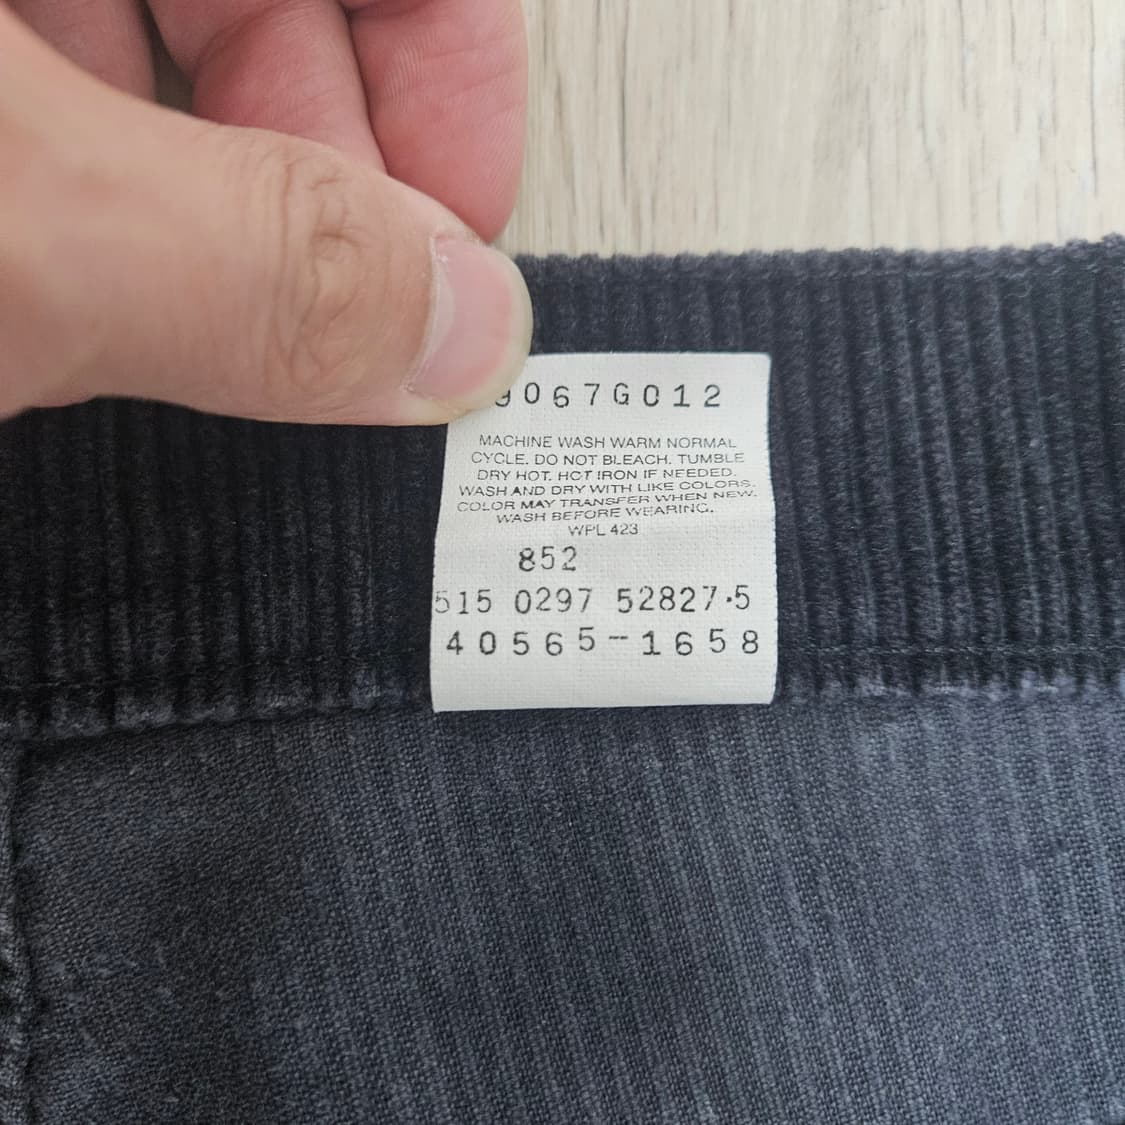 9067G012
MACHINE WASH WARM NORMAL
CYCLE. DO NOT BLEACH. TUMBLE
DRY HOT. HOT IRON IF NEEDED.
WASH AND DRY WITH LIKE COLORS.
COLOR MAY TRANSFER WHEN NEW.
WASH BEFORE WEARING.
WPL 423
852
515 0297 52827·5
40565-1658